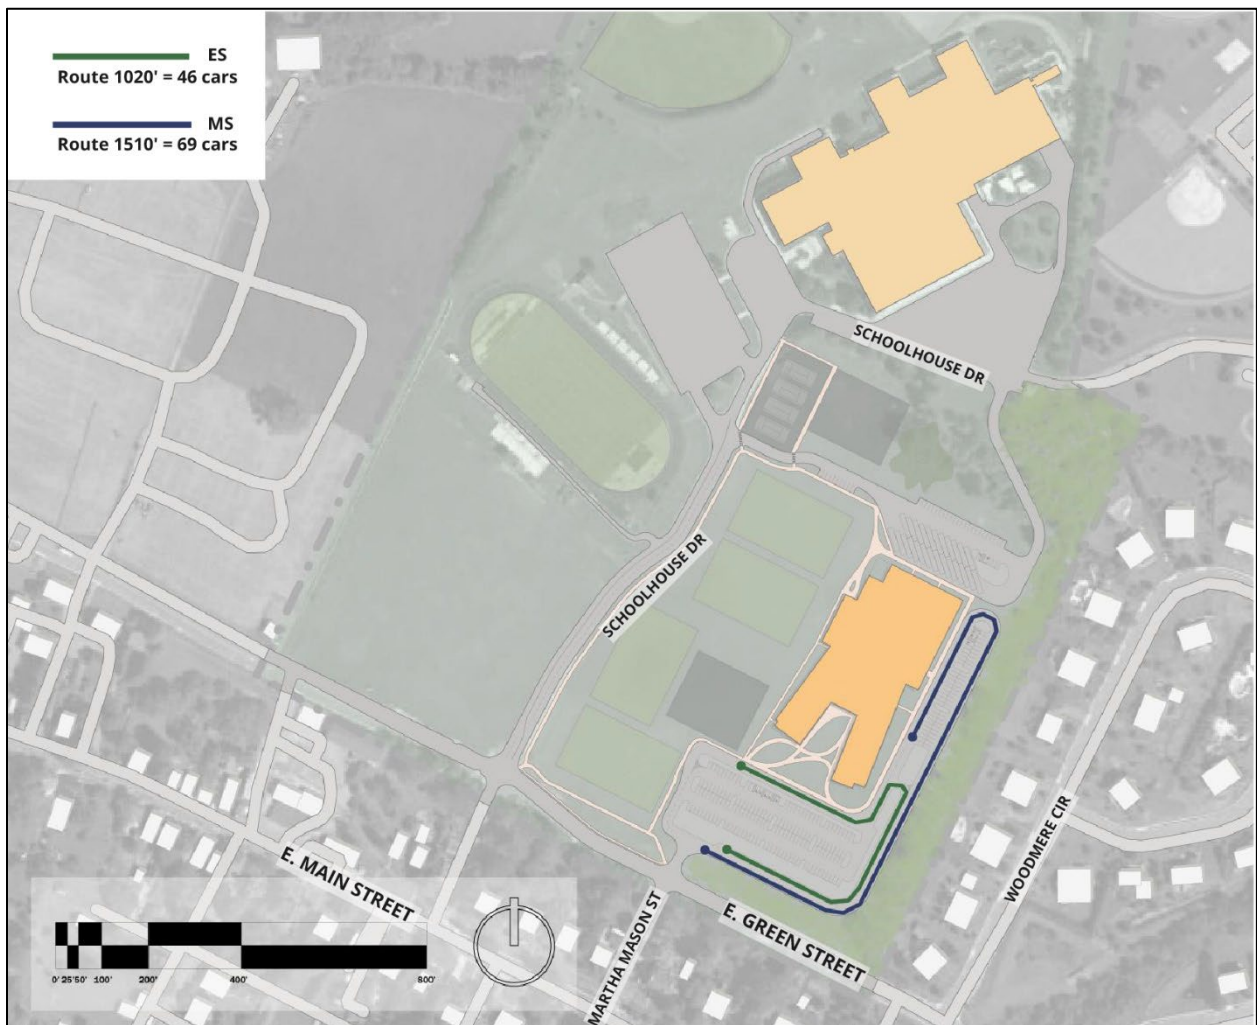 ES
Route 1020' = 46 cars
MS
Route 1510' = 69 cars
SCHOOLHOUSE DR
SCHOOLHOUSE DR
WOODMERE CIR
E. MAIN STREET
E. GREEN STREET
MARTHA MASON ST
0' 25' 50' 100' 200' 400' 800'